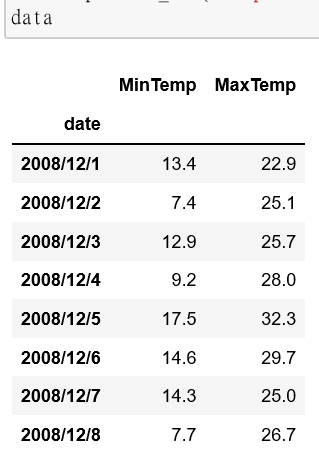 data
MinTemp MaxTemp
date
2008/12/1 13.4 22.9
2008/12/2 7.4 25.1
2008/12/3 12.9 25.7
2008/12/4 9.2 28.0
2008/12/5 17.5 32.3
2008/12/6 14.6 29.7
2008/12/7 14.3 25.0
2008/12/8 7.7 26.7